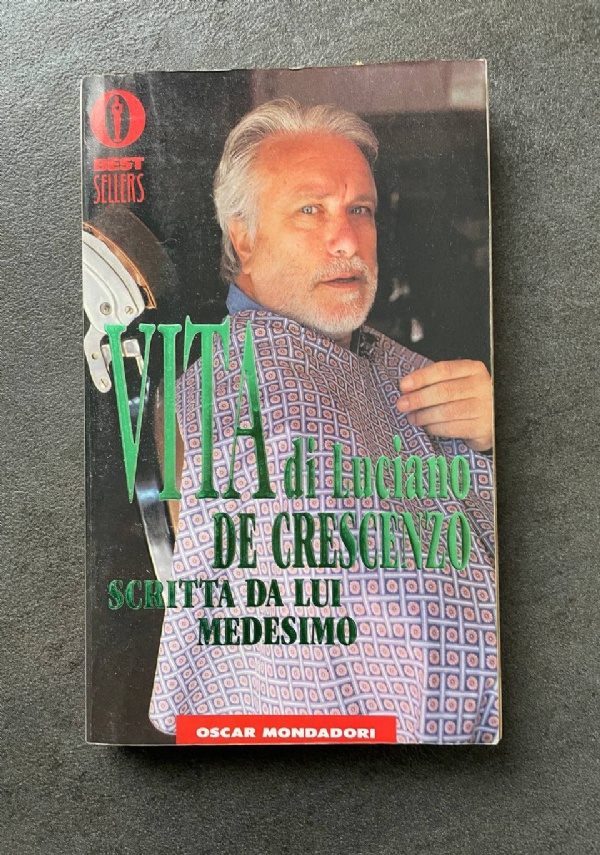 BEST
SELLERS
VITA di Luciano
DE CRESCENZO
SCRITTA DA LUI
MEDESIMO
OSCAR MONDADORI